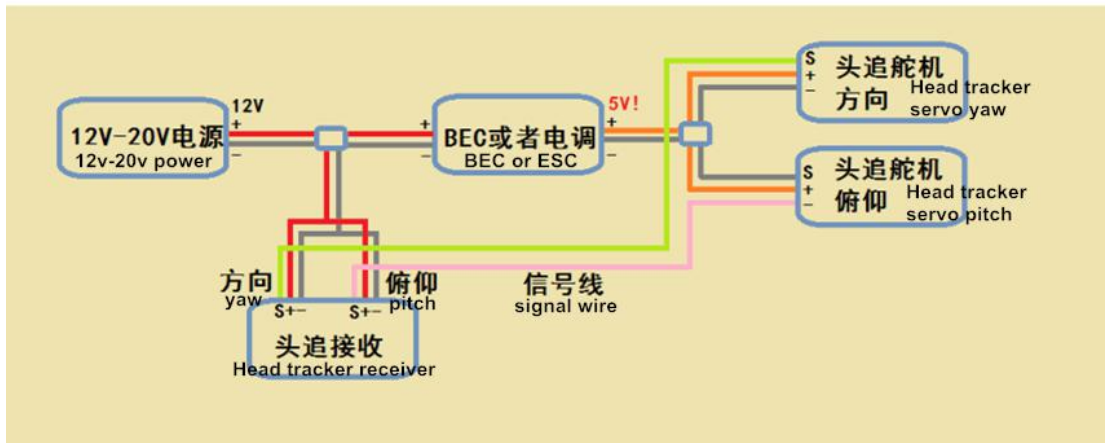 12V
+
-
12V-20V电源
12v-20v power
+
-
BEC或者电调
BEC or ESC
5V!
+
-
S
+
-
头追舵机
方向
Head tracker
servo yaw
S
+
-
头追舵机
俯仰
Head tracker
servo pitch
方向
yaw
俯仰
pitch
信号线
signal wire
S+-
S+-
头追接收
Head tracker receiver